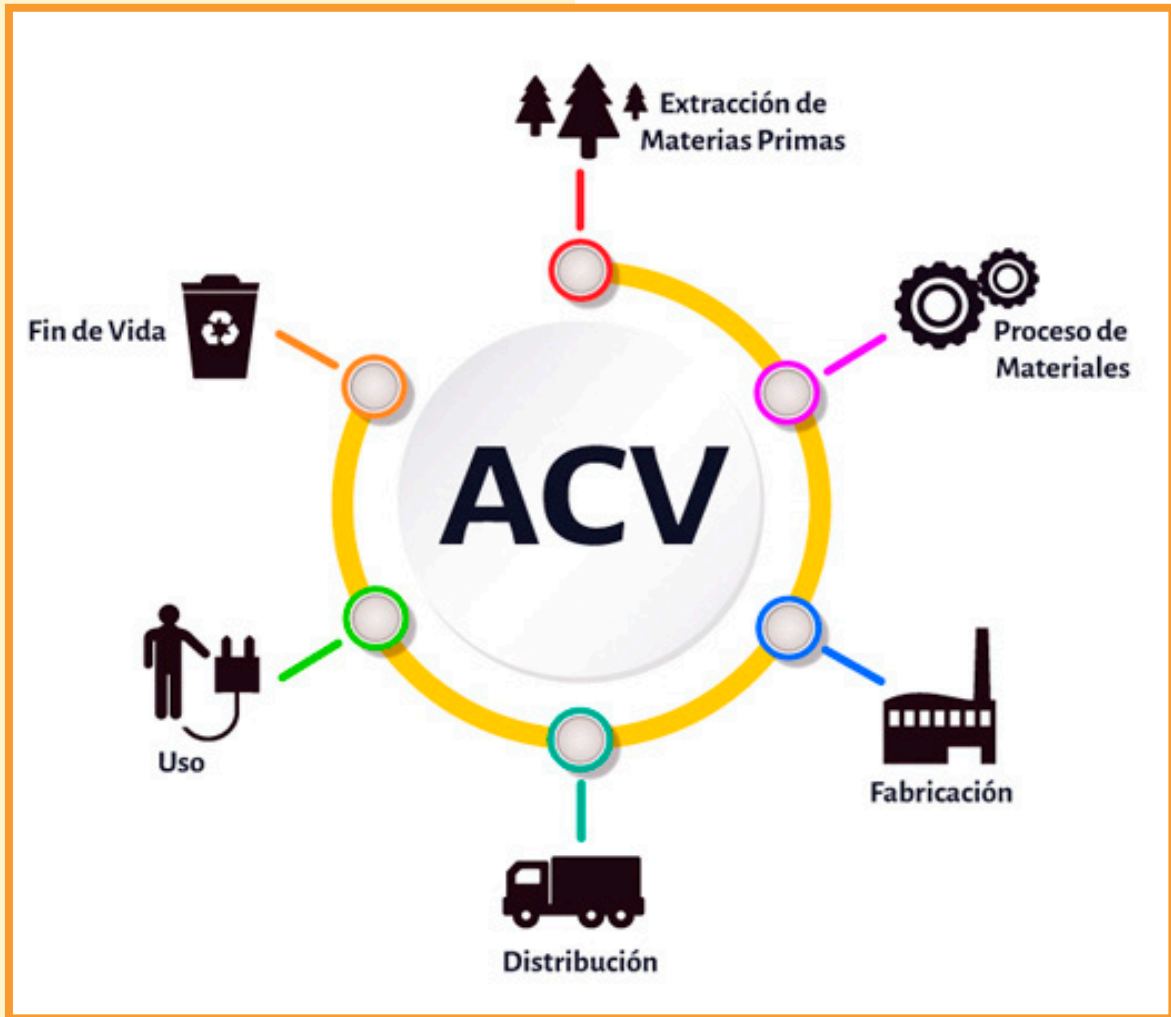 Extracción de
Materias Primas
Proceso de
Materiales
Fabricación
Distribución
Uso
Fin de Vida
ACV